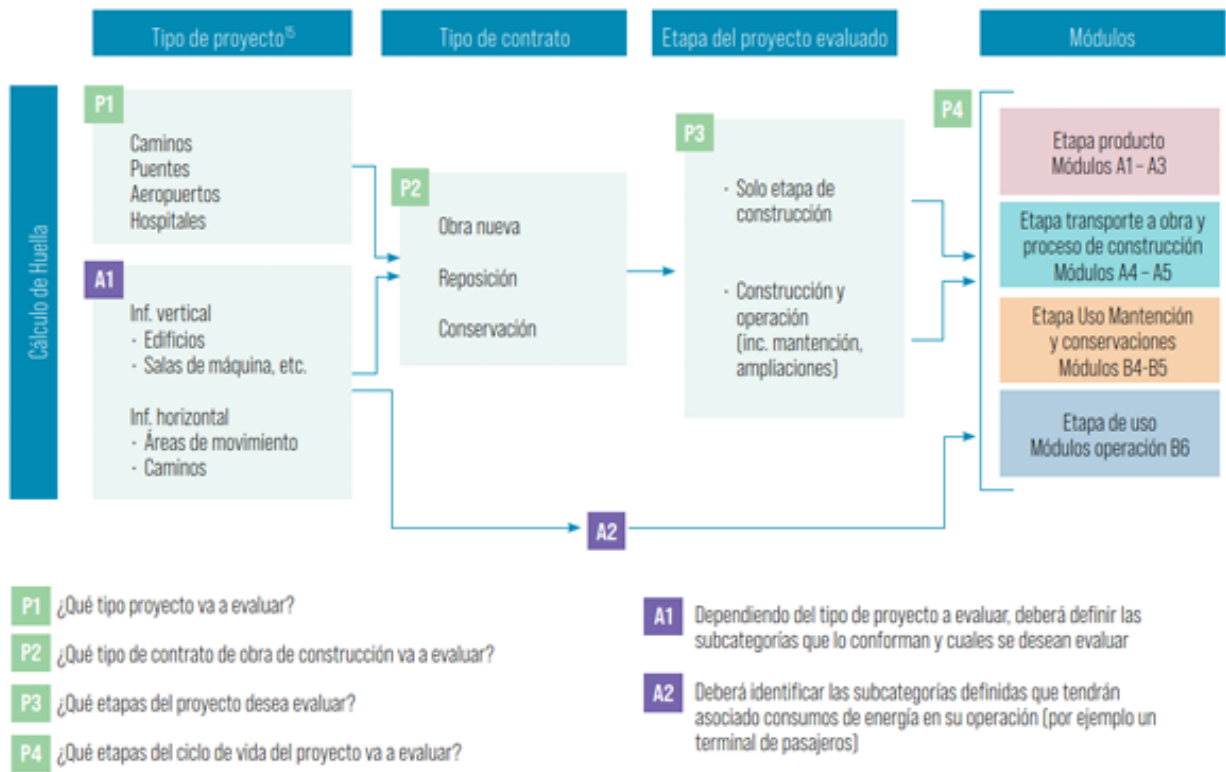 Tipo de proyecto15
Tipo de contrato
Etapa del proyecto evaluado
Módulos
Cálculo de Huella
P1
Caminos
Puentes
Aeropuertos
Hospitales
A1
Inf. vertical
- Edificios
- Salas de máquina, etc.
Inf. horizontal
- Áreas de movimiento
- Caminos
P2
Obra nueva
Reposición
Conservación
P3
· Solo etapa de
construcción
· Construcción y
operación
(inc. mantención,
ampliaciones)
P4
Etapa producto
Módulos A1 – A3
Etapa transporte a obra y
proceso de construcción
Módulos A4 – A5
Etapa Uso Mantención
y conservaciones
Módulos B4-B5
Etapa de uso
Módulos operación B6
A2
P1 ¿Qué tipo proyecto va a evaluar?
P2 ¿Qué tipo de contrato de obra de construcción va a evaluar?
P3 ¿Qué etapas del proyecto desea evaluar?
P4 ¿Qué etapas del ciclo de vida del proyecto va a evaluar?
A1 Dependiendo del tipo de proyecto a evaluar, deberá definir las
subcategorías que lo conforman y cuales se desean evaluar
A2 Deberá identificar las subcategorías definidas que tendrán
asociado consumos de energía en su operación (por ejemplo un
terminal de pasajeros)